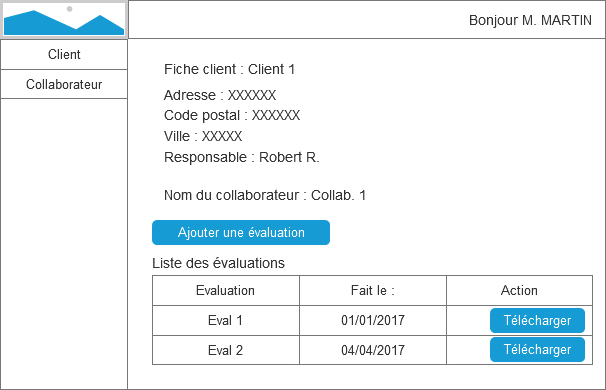 Bonjour M. MARTIN
Client
Collaborateur
Fiche client : Client 1
Adresse : XXXXXX
Code postal : XXXXXX
Ville : XXXXX
Responsable : Robert R.
Nom du collaborateur : Collab. 1
Ajouter une évaluation
Liste des évaluations
Evaluation Fait le : Action
Eval 1 01/01/2017 Télécharger
Eval 2 04/04/2017 Télécharger